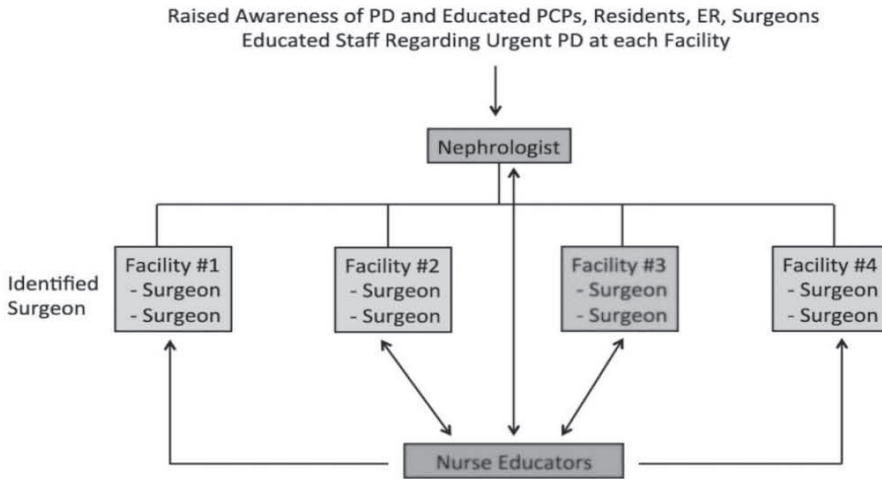 Raised Awareness of PD and Educated PCPs, Residents, ER, Surgeons
Educated Staff Regarding Urgent PD at each Facility
Nephrologist
Identified
Surgeon
Facility #1
- Surgeon
- Surgeon
Facility #2
- Surgeon
- Surgeon
Facility #3
- Surgeon
- Surgeon
Facility #4
- Surgeon
- Surgeon
Nurse Educators